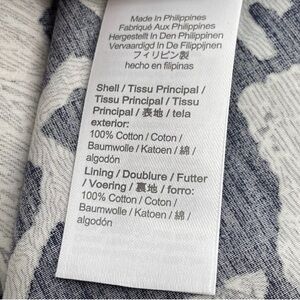 Made In Philippines
Fabriqué Aux Philippines
Hergestellt In Den Philippinen
Vervaardigd In De Filippijnen
フィリピン製
hecho en filipinas
Shell / Tissu Principal /
Tissu Principal / Tissu
Principal / 表地 / tela
exterior:
100% Cotton / Coton /
Baumwolle / Katoen / 綿 /
algodón
Lining / Doublure / Futter
/ Voering / 裏地 / forro:
100% Cotton / Coton /
Baumwolle / Katoen / 綿 /
algodón